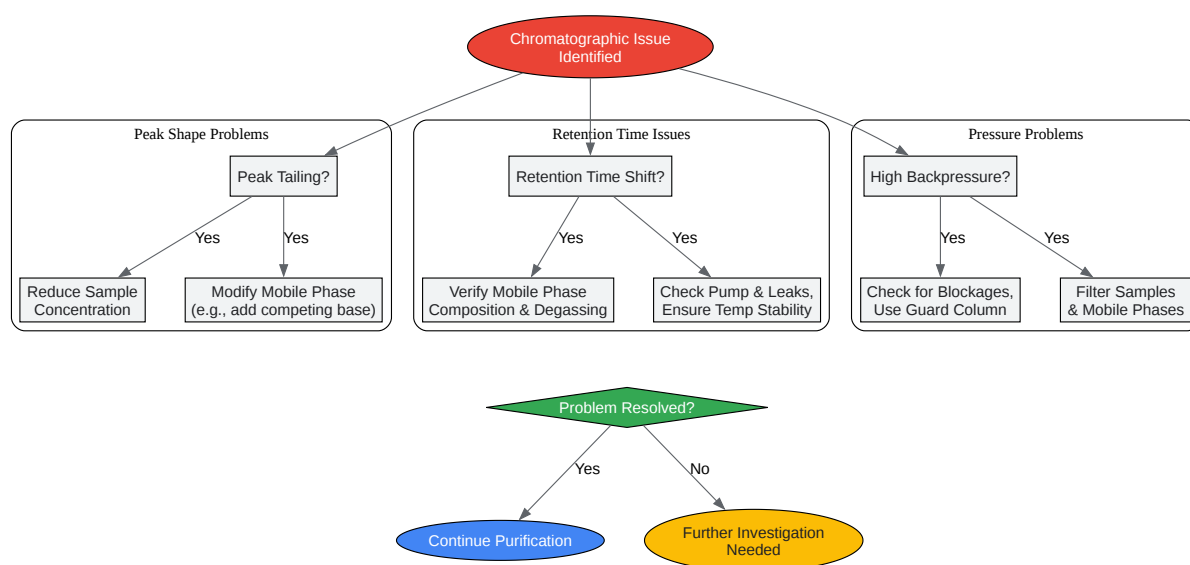 Chromatographic Issue
Identified
Peak Shape Problems
Retention Time Issues
Pressure Problems
Peak Tailing?
Retention Time Shift?
High Backpressure?
Yes
Yes
Yes
Yes
Yes
Yes
Reduce Sample
Concentration
Modify Mobile Phase
(e.g., add competing base)
Verify Mobile Phase
Composition & Degassing
Check Pump & Leaks,
Ensure Temp Stability
Check for Blockages,
Use Guard Column
Filter Samples
& Mobile Phases
Problem Resolved?
Yes
No
Continue Purification
Further Investigation
Needed